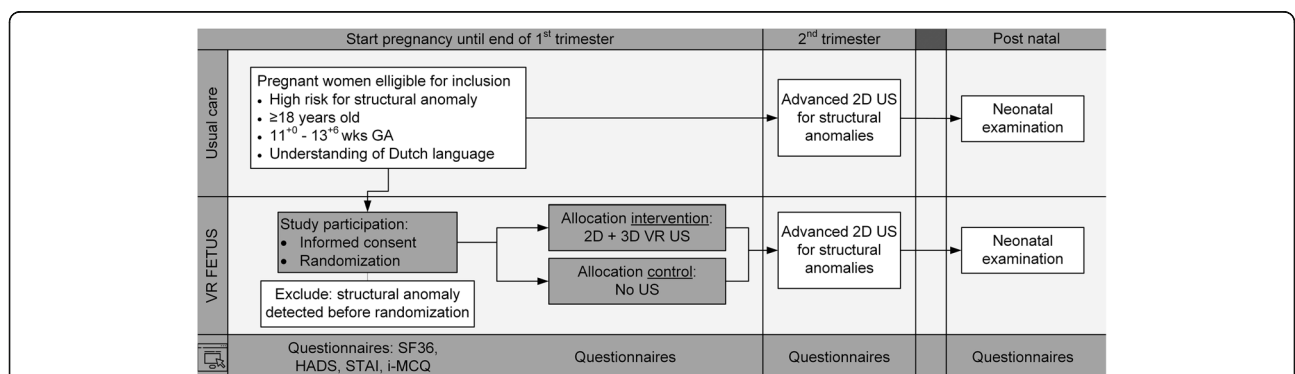 Start pregnancy until end of 1st trimester
2nd trimester
Post natal
Usual care
Pregnant women elligible for inclusion
• High risk for structural anomaly
• ≥18 years old
• 11+0 - 13+6 wks GA
• Understanding of Dutch language
Advanced 2D US
for structural
anomalies
Neonatal
examination
VR FETUS
Study participation:
• Informed consent
• Randomization
Exclude: structural anomaly
detected before randomization
Allocation intervention:
2D + 3D VR US
Allocation control:
No US
Advanced 2D US
for structural
anomalies
Neonatal
examination
Questionnaires: SF36,
HADS, STAI, i-MCQ
Questionnaires
Questionnaires
Questionnaires